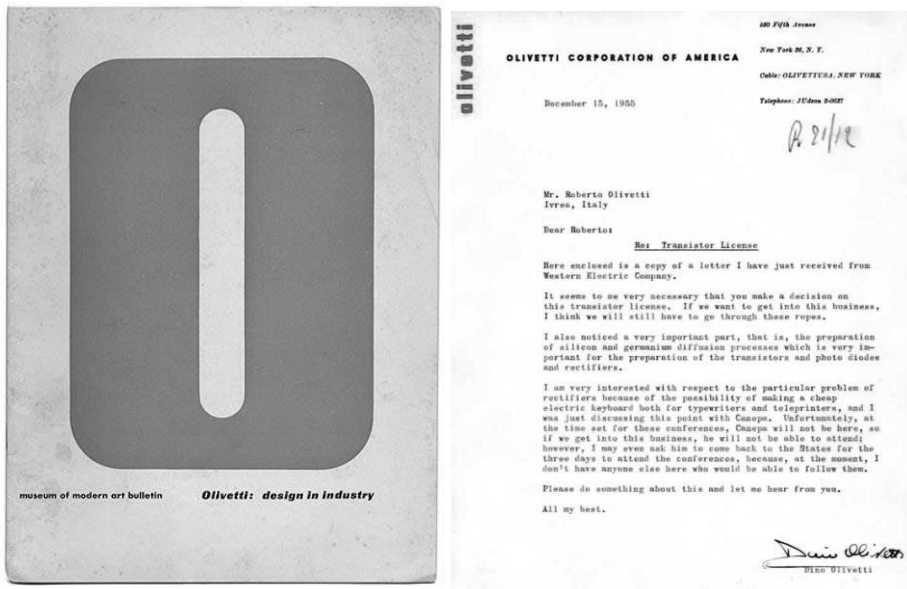 museum of modern art bulletin
Olivetti: design in industry
olivetti
OLIVETTI CORPORATION OF AMERICA
580 Fifth Avenue
New York 36, N. Y.
Cable: OLIVETTUSA, NEW YORK
Telephone: JUdson 2-0637
December 15, 1955
21/12
Mr. Roberto Olivetti
Ivrea, Italy
Dear Roberto:
Re: Transistor License
Here enclosed is a copy of a letter I have just received from
Western Electric Company.
It seems to me very necessary that you make a decision on
this transistor license. If we want to get into this business,
I think we will still have to go through these ropes.
I also noticed a very important part, that is, the preparation
of silicon and germanium diffusion processes which is very im-
portant for the preparation of the transistors and photo diodes
and rectifiers.
I am very interested with respect to the particular problem of
rectifiers because of the possibility of making a cheap
electric keyboard both for typewriters and teleprinters, and I
was just discussing this point with Canepa. Unfortunately, at
the time set for these conferences, Canepa will not be here, so
if we get into this business, he will not be able to attend;
however, I may even ask him to come back to the States for the
three days to attend the conferences, because, at the moment, I
don't have anyone else here who would be able to follow them.
Please do something about this and let me hear from you.
All my best.
Dino Olivetti
Dino Olivetti